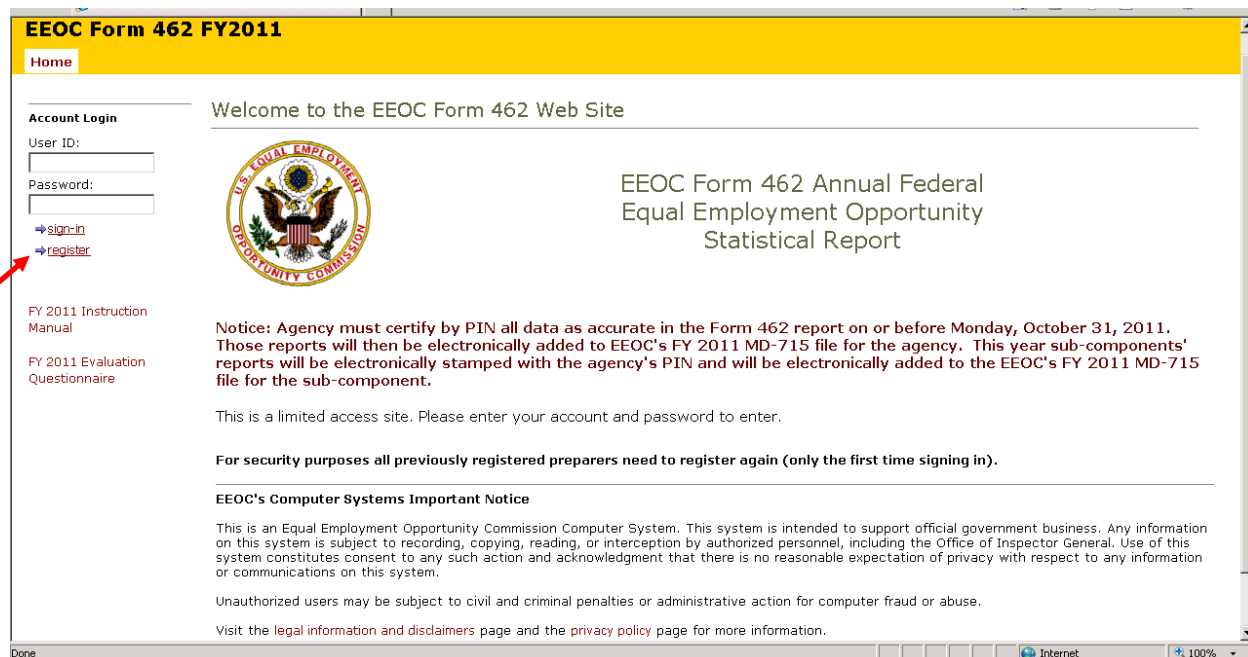 EEOC Form 462 FY2011
Home
Account Login
User ID:
Password:
sign-in
register
FY 2011 Instruction
Manual
FY 2011 Evaluation
Questionnaire
Welcome to the EEOC Form 462 Web Site
U.S. EQUAL EMPLOYMENT OPPORTUNITY COMMISSION
EEOC Form 462 Annual Federal
Equal Employment Opportunity
Statistical Report
Notice: Agency must certify by PIN all data as accurate in the Form 462 report on or before Monday, October 31, 2011.
Those reports will then be electronically added to EEOC's FY 2011 MD-715 file for the agency. This year sub-components'
reports will be electronically stamped with the agency's PIN and will be electronically added to the EEOC's FY 2011 MD-715
file for the sub-component.
This is a limited access site. Please enter your account and password to enter.
For security purposes all previously registered preparers need to register again (only the first time signing in).
EEOC's Computer Systems Important Notice
This is an Equal Employment Opportunity Commission Computer System. This system is intended to support official government business. Any information
on this system is subject to recording, copying, reading, or interception by authorized personnel, including the Office of Inspector General. Use of this
system constitutes consent to any such action and acknowledgment that there is no reasonable expectation of privacy with respect to any information
or communications on this system.
Unauthorized users may be subject to civil and criminal penalties or administrative action for computer fraud or abuse.
Visit the legal information and disclaimers page and the privacy policy page for more information.
Done
Internet
100%